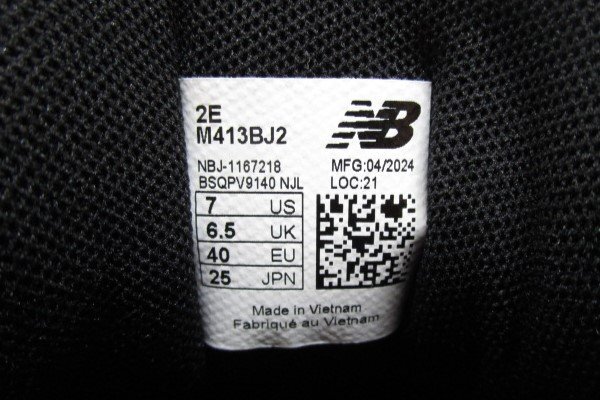 2E
M413BJ2
NB
NBJ-1167218
BSQPV9140 NJL
MFG:04/2024
LOC:21
7 US
6.5 UK
40 EU
25 JPN
Made in Vietnam
Fabriqué au Vietnam